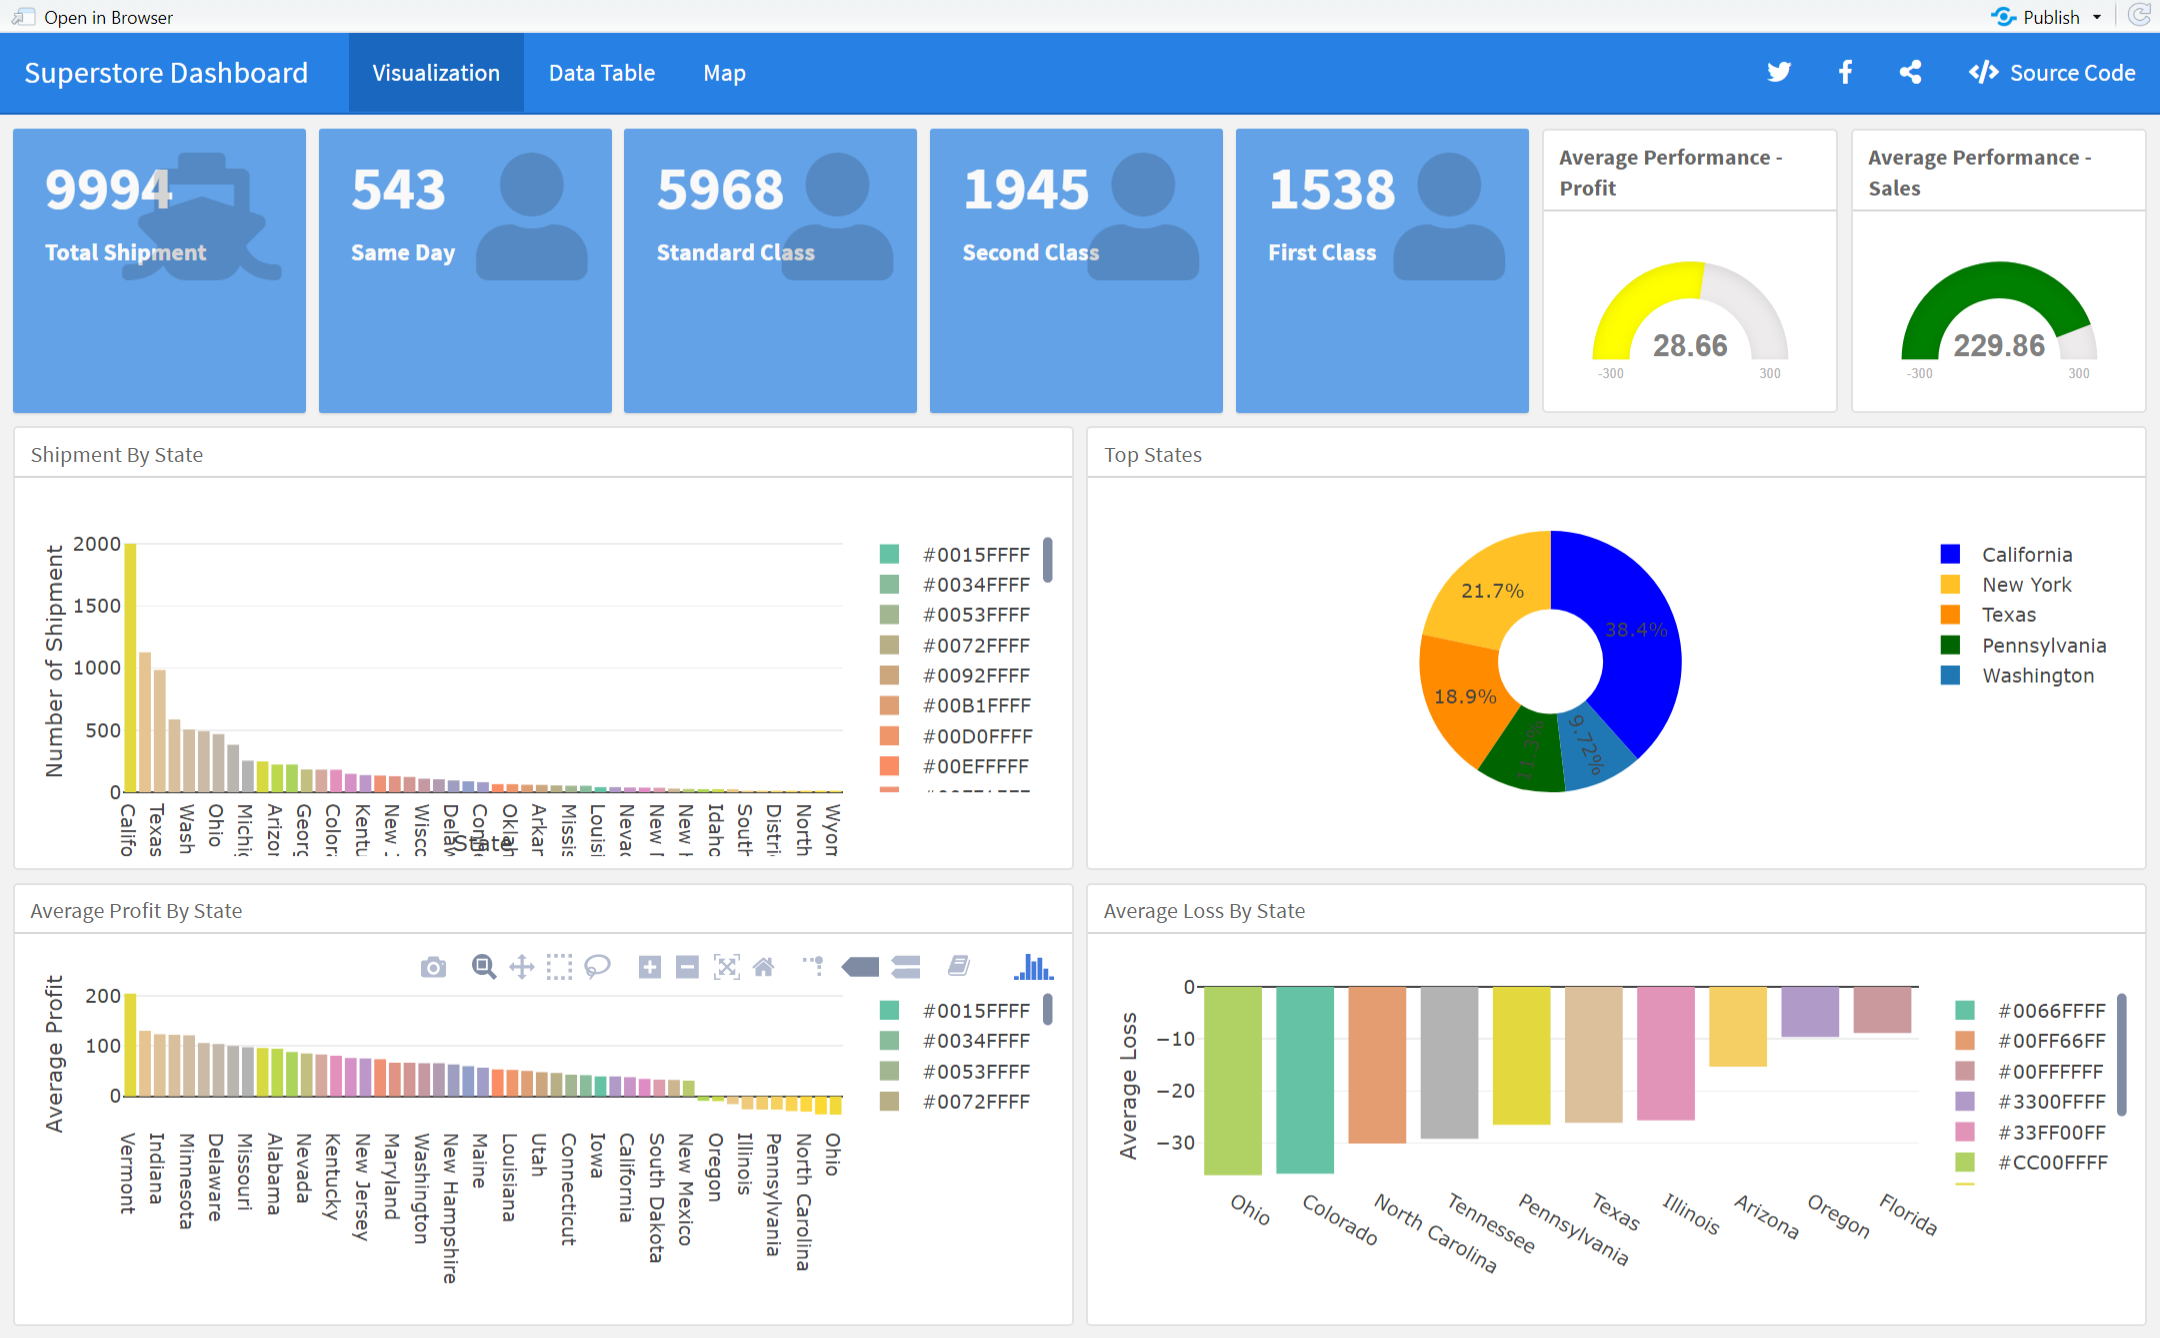 Open in Browser
Publish
Superstore Dashboard
Visualization
Data Table
Map
Source Code
9994
Total Shipment
543
Same Day
5968
Standard Class
1945
Second Class
1538
First Class
Average Performance -
Profit
28.66
-300
300
Average Performance -
Sales
229.86
-300
300
Shipment By State
Number of Shipment
2000
1500
1000
500
0
Califo
Texas
Wash
Ohio
Michig
Arizo
Georg
Colora
Kentu
New
Wisco
Delaw
Conne
Oklah
Arkar
Missis
Louisi
Nevad
New
New
Idaho
South
Distri
North
Wyon
State
#0015FFFF
#0034FFFF
#0053FFFF
#0072FFFF
#0092FFFF
#00B1FFFF
#00D0FFFF
#00EFFFFF
Top States
38.4%
21.7%
18.9%
11.3%
9.72%
California
New York
Texas
Pennsylvania
Washington
Average Profit By State
Average Profit
200
100
0
Vermont
Indiana
Minnesota
Delaware
Missouri
Alabama
Nevada
Kentucky
New Jersey
Maryland
Washington
New Hampshire
Maine
Louisiana
Utah
Connecticut
Iowa
California
South Dakota
New Mexico
Oregon
Illinois
Pennsylvania
North Carolina
Ohio
#0015FFFF
#0034FFFF
#0053FFFF
#0072FFFF
Average Loss By State
Average Loss
0
−10
−20
−30
Ohio
Colorado
North Carolina
Tennessee
Pennsylvania
Texas
Illinois
Arizona
Oregon
Florida
#0066FFFF
#00FF66FF
#00FFFFFF
#3300FFFF
#33FF00FF
#CC00FFFF